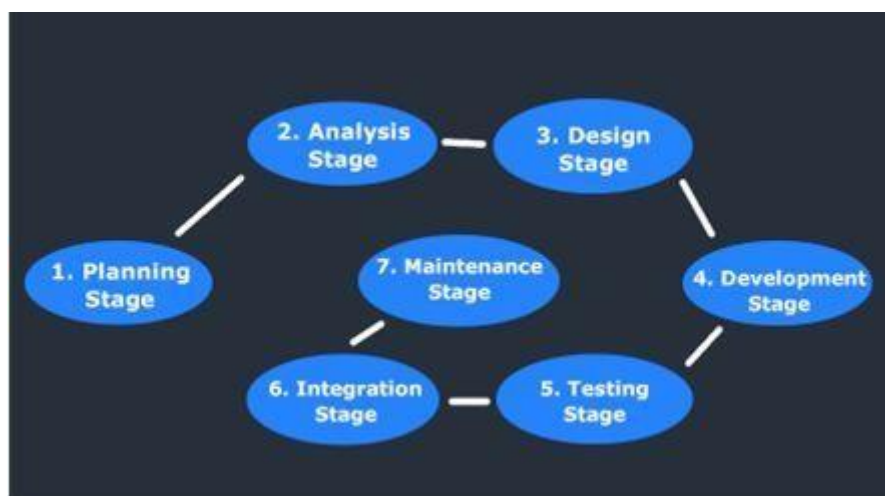 1. Planning
Stage
2. Analysis
Stage
3. Design
Stage
4. Development
Stage
5. Testing
Stage
6. Integration
Stage
7. Maintenance
Stage